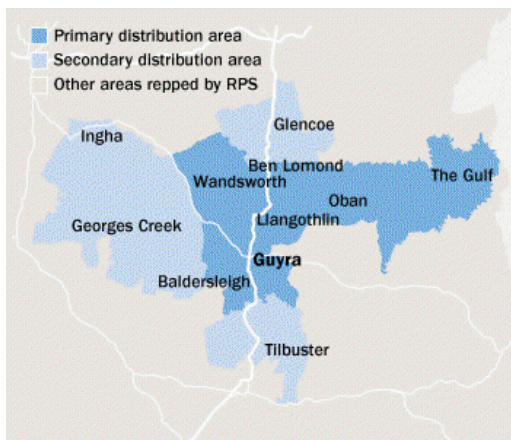 Primary distribution area
Secondary distribution area
Other areas repped by RPS
Glencoe
Ingha
Ben Lomond
Wandsworth
The Gulf
Oban
Llangothlin
Georges Creek
Guyra
Baldersleigh
Tilbuster